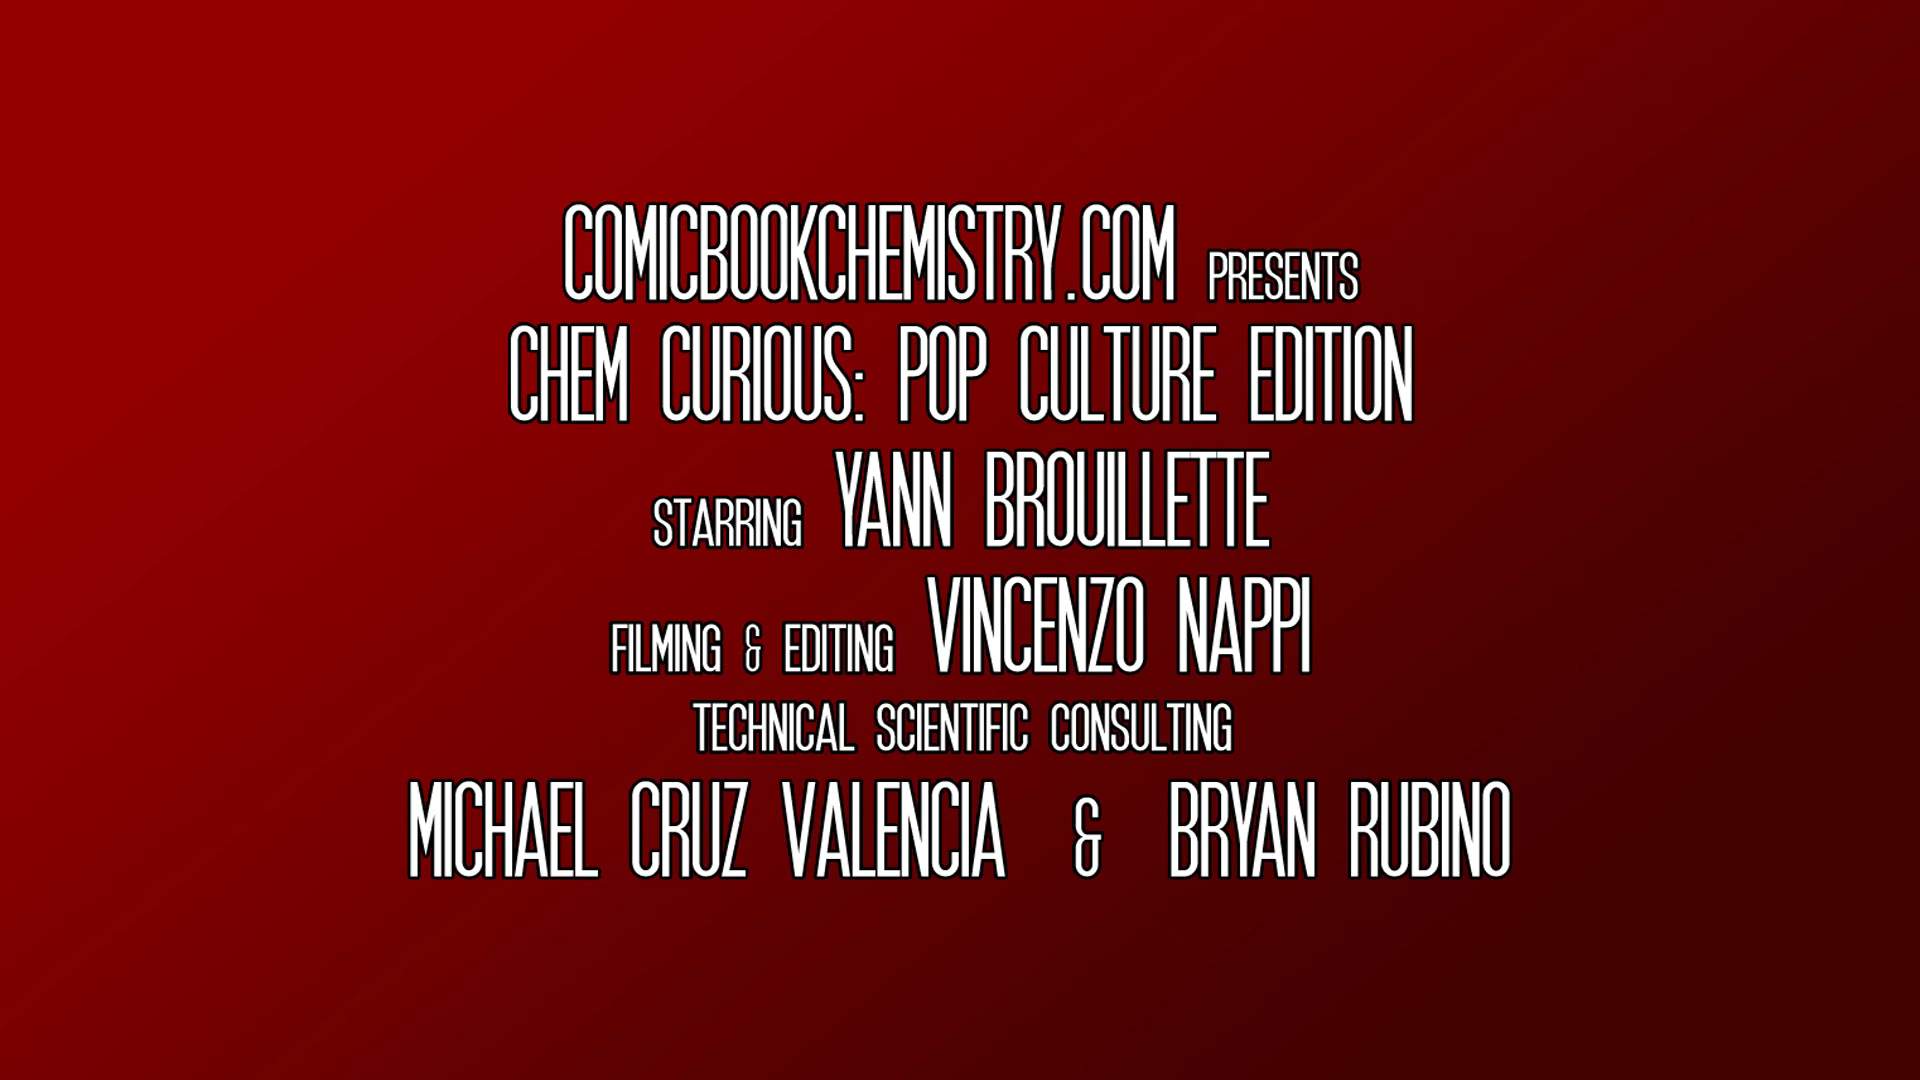 COMICBOOKCHEMISTRY.COM PRESENTS
CHEM CURIOUS: POP CULTURE EDITION
STARRING YANN BROUILLETTE
FILMING & EDITING VINCENZO NAPPI
TECHNICAL SCIENTIFIC CONSULTING
MICHAEL CRUZ VALENCIA & BRYAN RUBINO